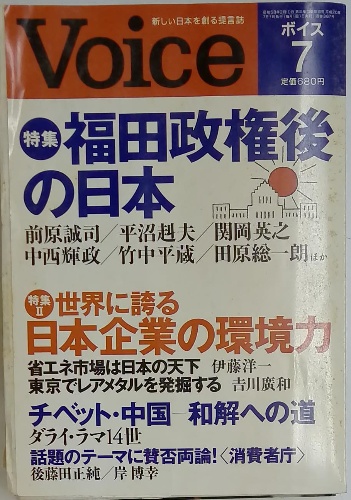 新しい日本を創る提言誌
Voice
ボイス
7
定価680円
特集
福田政権後
の日本
前原誠司／平沼赳夫／関岡英之
中西輝政／竹中平蔵／田原総一朗ほか
特集Ⅱ
世界に誇る
日本企業の環境力
省エネ市場は日本の天下 伊藤洋一
東京でレアメタルを発掘する 吉川廣和
チベット・中国─和解への道
ダライ・ラマ14世
話題のテーマに賛否両論!〈消費者庁〉
後藤田正純／岸 博幸